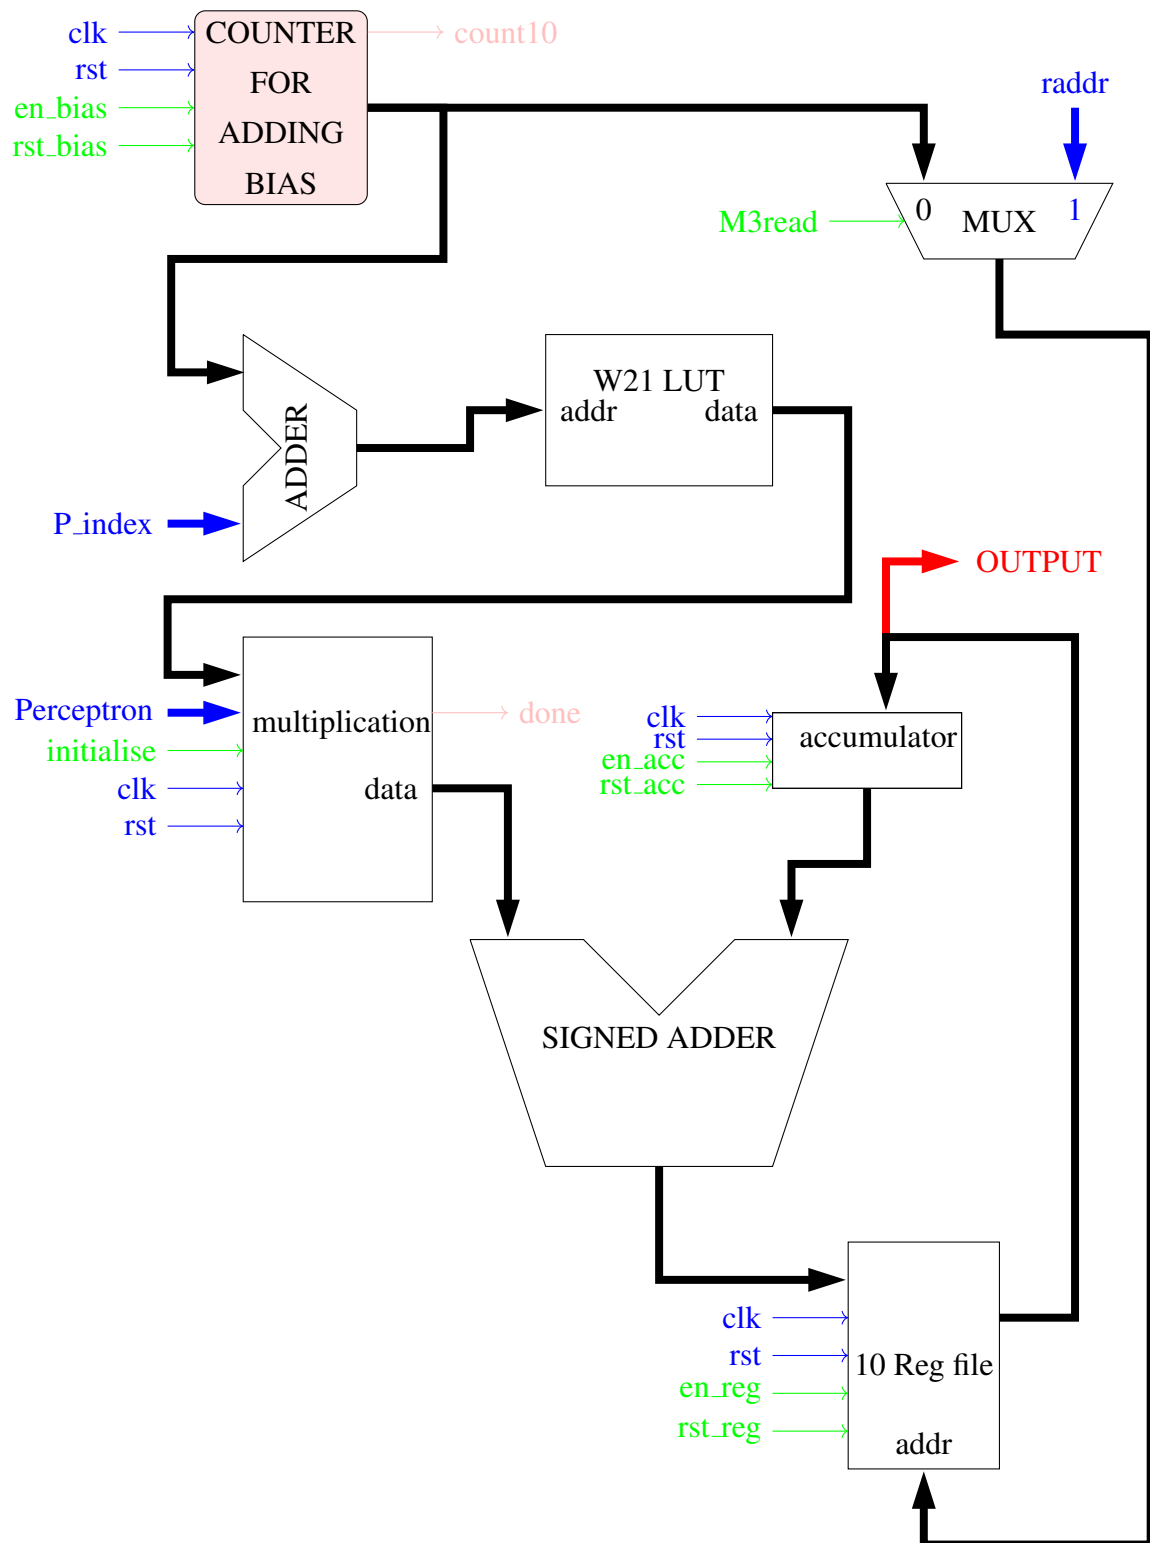 clk
rst
en_bias
rst_bias
COUNTER
FOR
ADDING
BIAS
count10
raddr
M3read
0
MUX
1
ADDER
P_index
W21 LUT
addr
data
OUTPUT
Perceptron
initialise
clk
rst
multiplication
data
done
clk
rst
en_acc
rst_acc
accumulator
SIGNED ADDER
clk
rst
en_reg
rst_reg
10 Reg file
addr